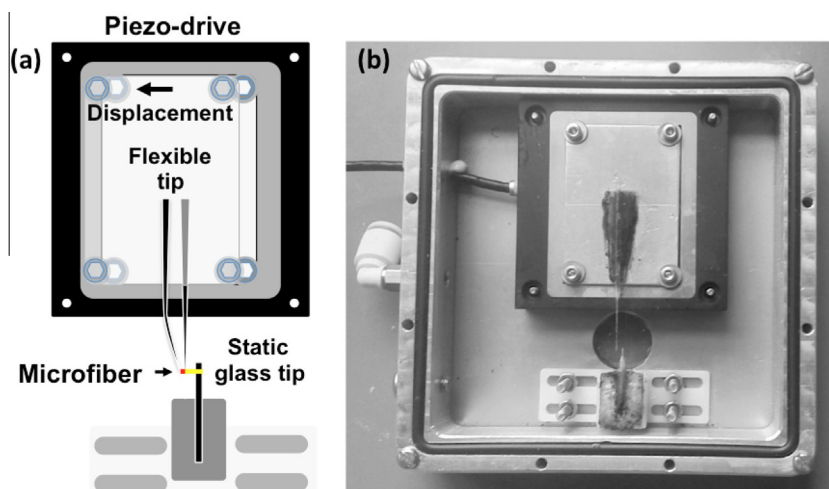 Piezo-drive
(a)
Displacement
Flexible
tip
Microfiber
Static
glass tip
(b)